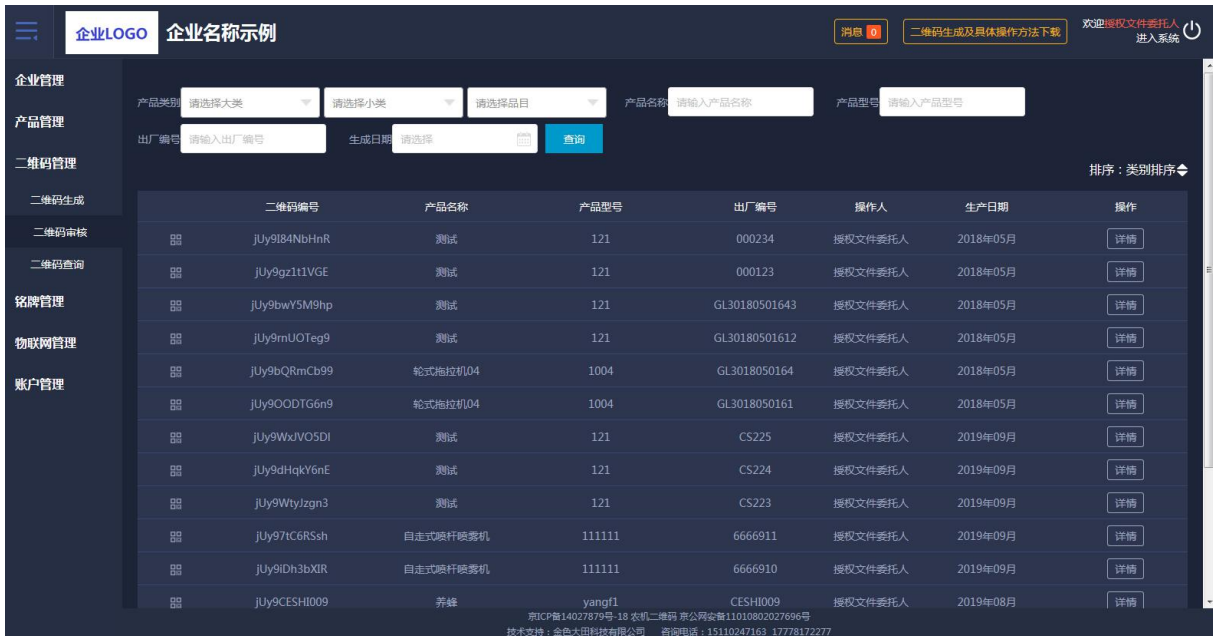 企业LOGO 企业名称示例 消息 0 二维码生成及具体操作方法下载 欢迎授权文件委托人
进入系统
企业管理
产品类别 请选择大类 请选择小类 请选择品目 产品名称 请输入产品名称 产品型号 请输入产品型号
产品管理
出厂编号 请输入出厂编号 生成日期 请选择 查询
二维码管理
排序：类别排序
二维码生成
二维码编号 产品名称 产品型号 出厂编号 操作人 生产日期 操作
二维码审核
jUy9I84NbHnR 测试 121 000234 授权文件委托人 2018年05月 详情
二维码查询
jUy9gz1t1VGE 测试 121 000123 授权文件委托人 2018年05月 详情
铭牌管理
jUy9bwY5M9hp 测试 121 GL30180501643 授权文件委托人 2018年05月 详情
物联网管理
jUy9mUOTeg9 测试 121 GL30180501612 授权文件委托人 2018年05月 详情
jUy9bQRmCb99 轮式拖拉机04 1004 GL3018050164 授权文件委托人 2018年05月 详情
账户管理
jUy9OODTG6n9 轮式拖拉机04 1004 GL3018050161 授权文件委托人 2018年05月 详情
jUy9WxJVO5DI 测试 121 CS225 授权文件委托人 2019年09月 详情
jUy9dHqkY6nE 测试 121 CS224 授权文件委托人 2019年09月 详情
jUy9WtyJzgn3 测试 121 CS223 授权文件委托人 2019年09月 详情
jUy97tC6RSsh 自走式喷杆喷雾机 111111 6666911 授权文件委托人 2019年09月 详情
jUy9iDh3bXIR 自走式喷杆喷雾机 111111 6666910 授权文件委托人 2019年09月 详情
jUy9CESHI009 养蜂 yangf1 CESHI009 授权文件委托人 2019年08月 详情
京ICP备14027879号-18 农机二维码 京公网安备11010802027696号
技术支持：金色大田科技有限公司 咨询电话：15110247163 17778172277